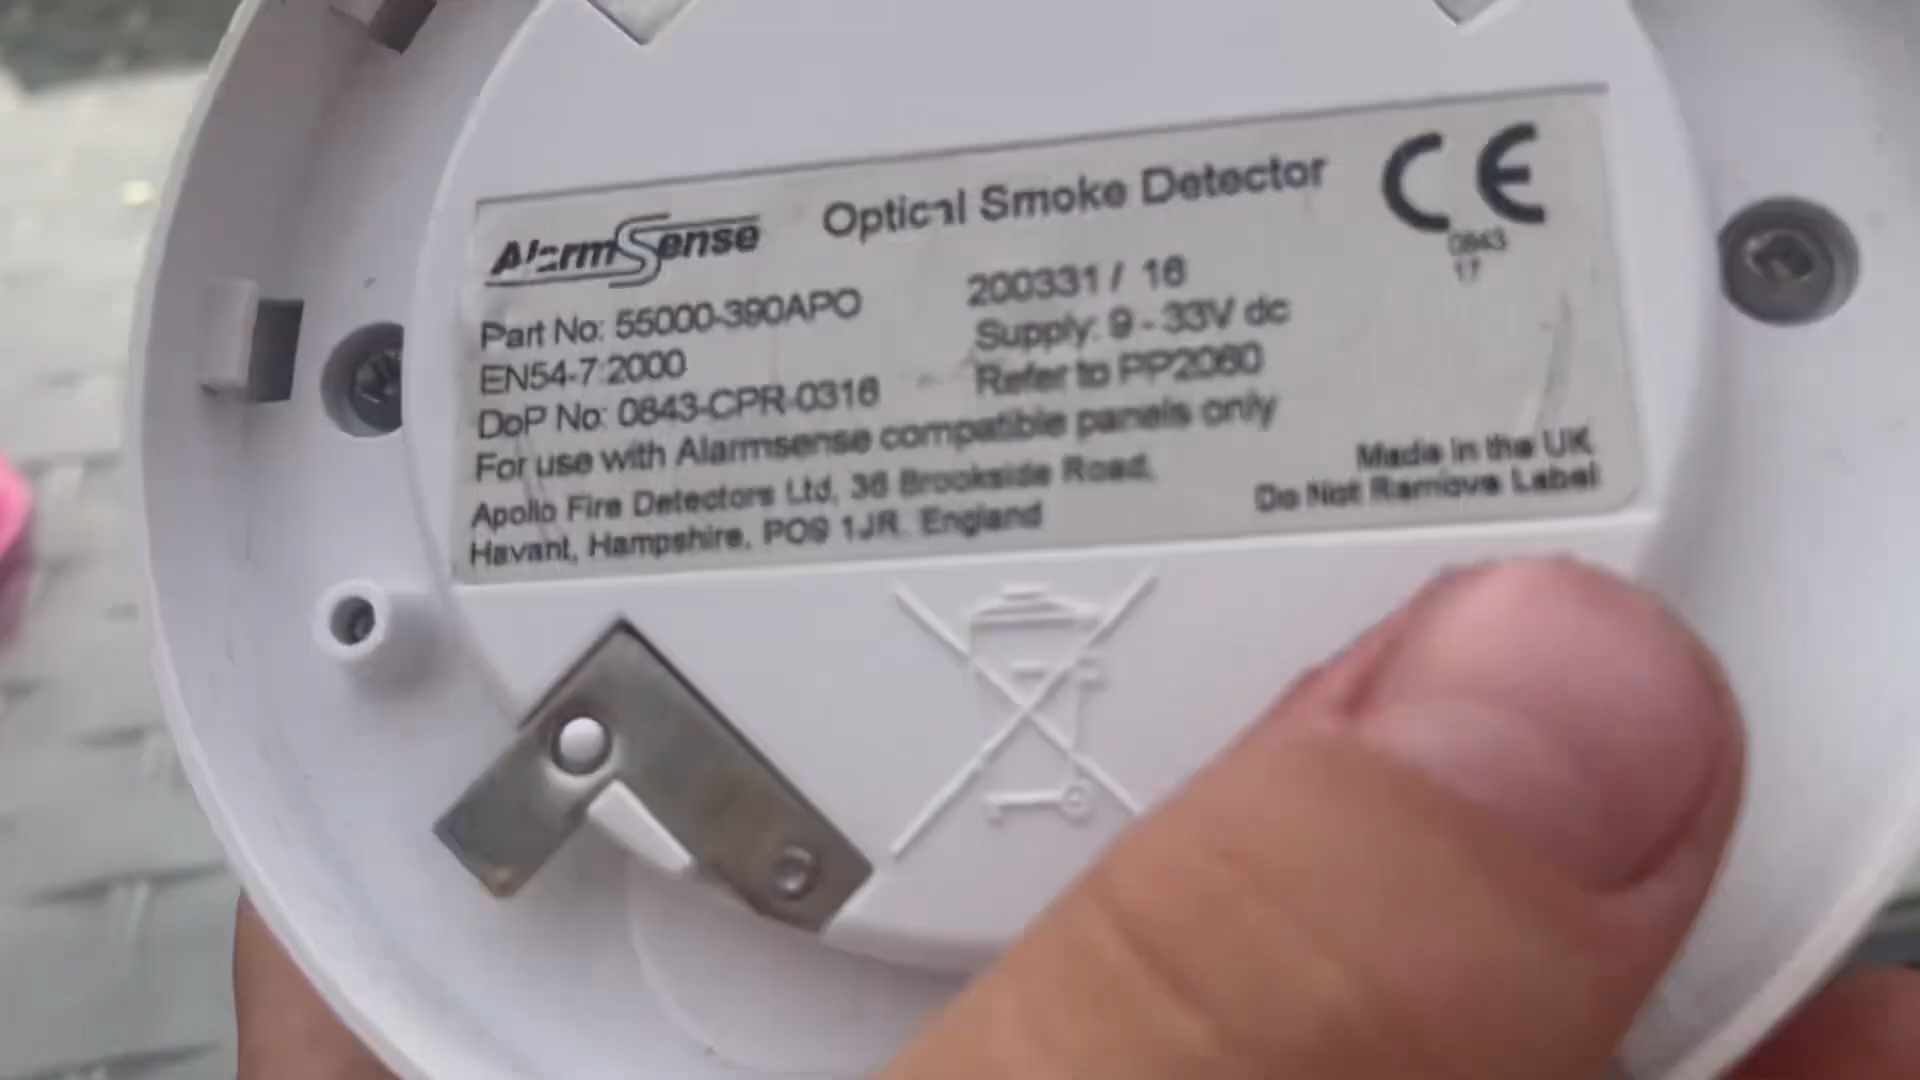 AlarmSense Optical Smoke Detector CE
0843
17
Part No: 55000-390APO 200331 / 16
EN54-7:2000 Supply: 9 - 33V dc
DoP No: 0843-CPR-0316 Refer to PP2060
For use with Alarmsense compatible panels only
Apollo Fire Detectors Ltd, 36 Brookside Road, Made in the UK
Havant, Hampshire, PO9 1JR. England Do Not Remove Label